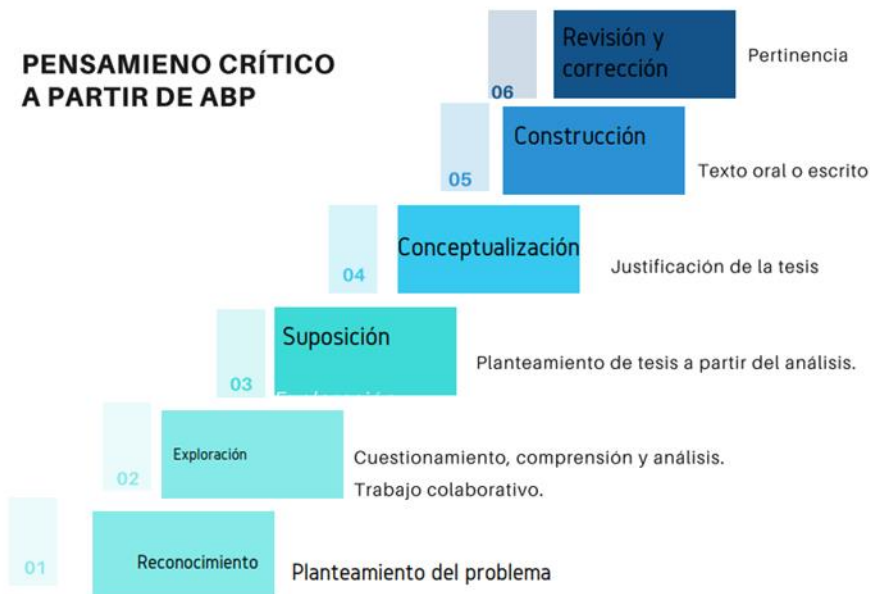 PENSAMIENO CRÍTICO
A PARTIR DE ABP
06
Revisión y
corrección
Pertinencia
05
Construcción
Texto oral o escrito
04
Conceptualización
Justificación de la tesis
03
Suposición
Planteamiento de tesis a partir del análisis.
02
Exploración
Cuestionamiento, comprensión y análisis.
Trabajo colaborativo.
01
Reconocimiento
Planteamiento del problema